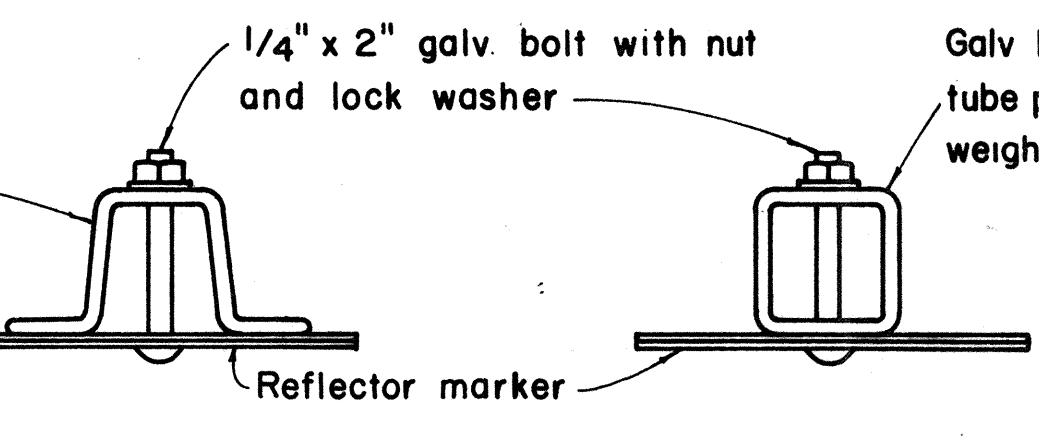 1/4" x 2" galv. bolt with nut
and lock washer
Galv
tube
Reflector marker